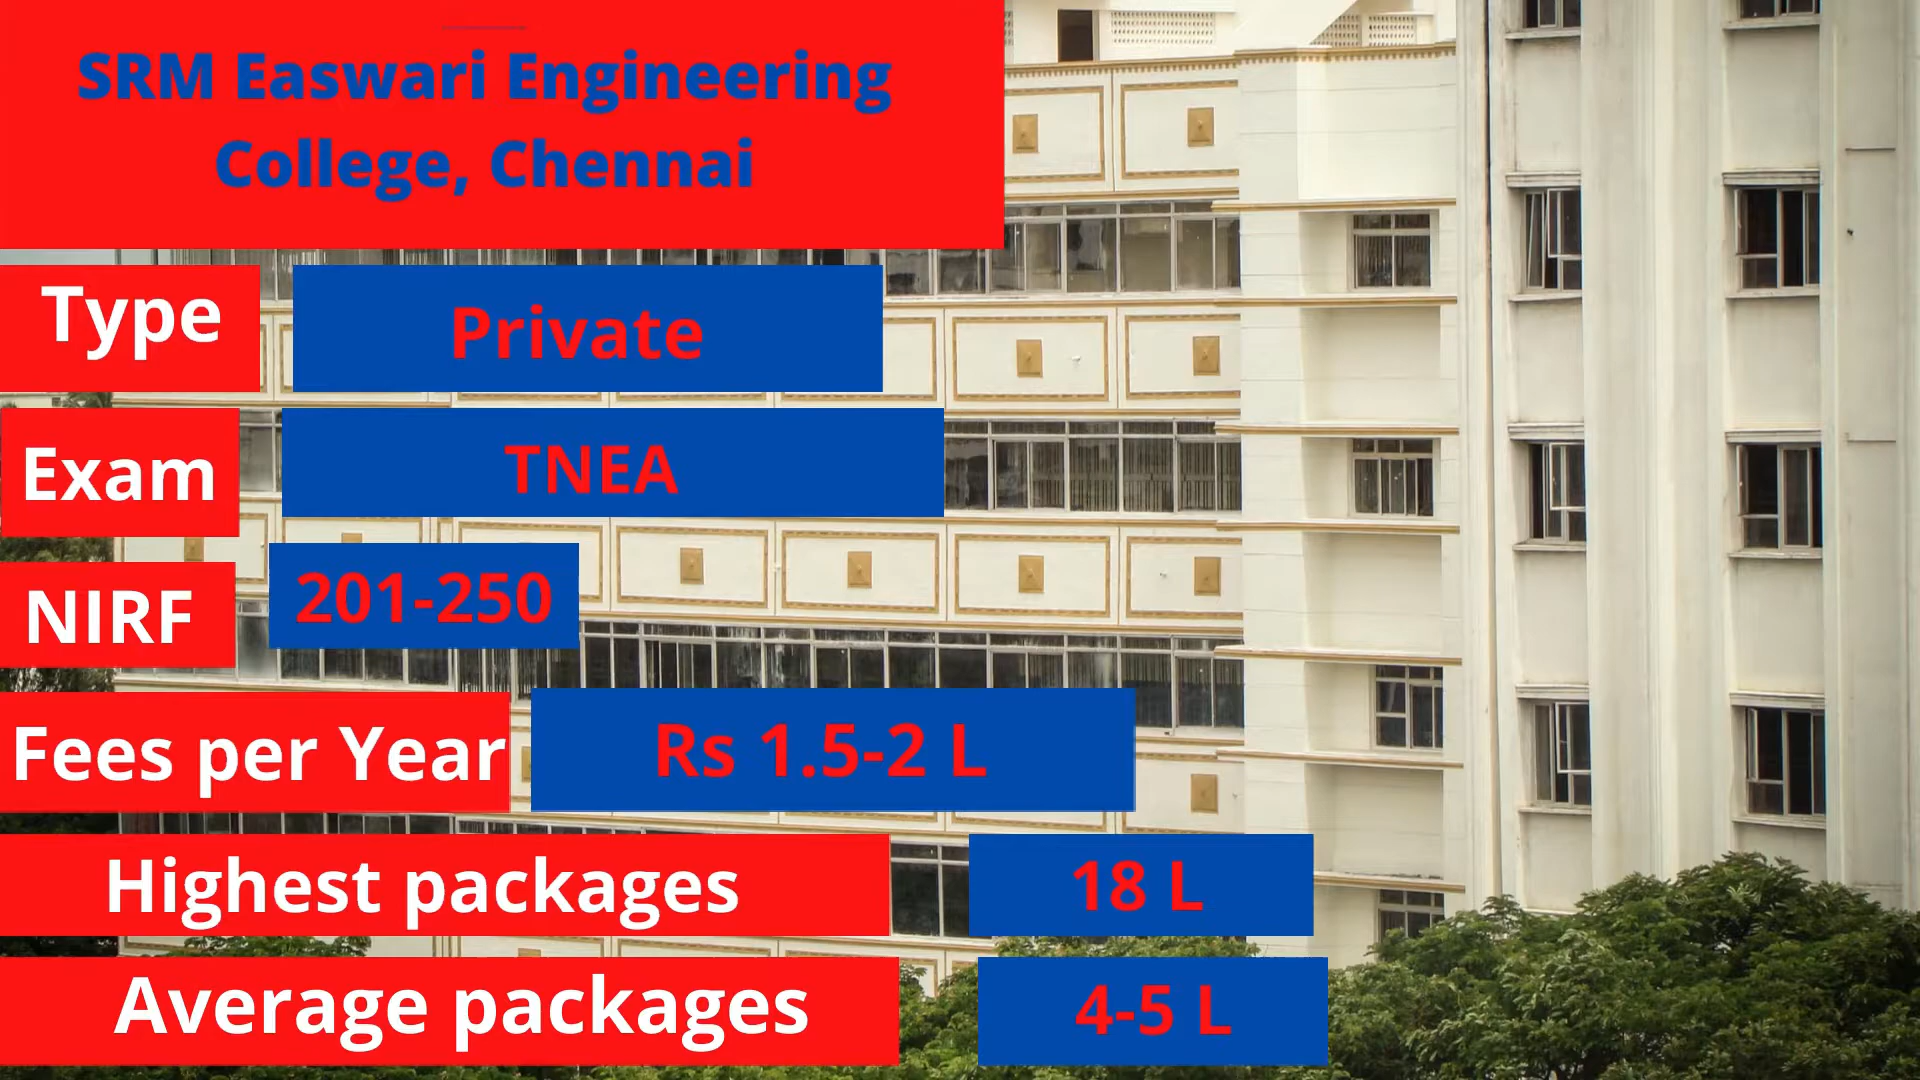 SRM Easwari Engineering
College, Chennai
Type
Private
Exam
TNEA
NIRF
201-250
Fees per Year
Rs 1.5-2 L
Highest packages
18 L
Average packages
4-5 L